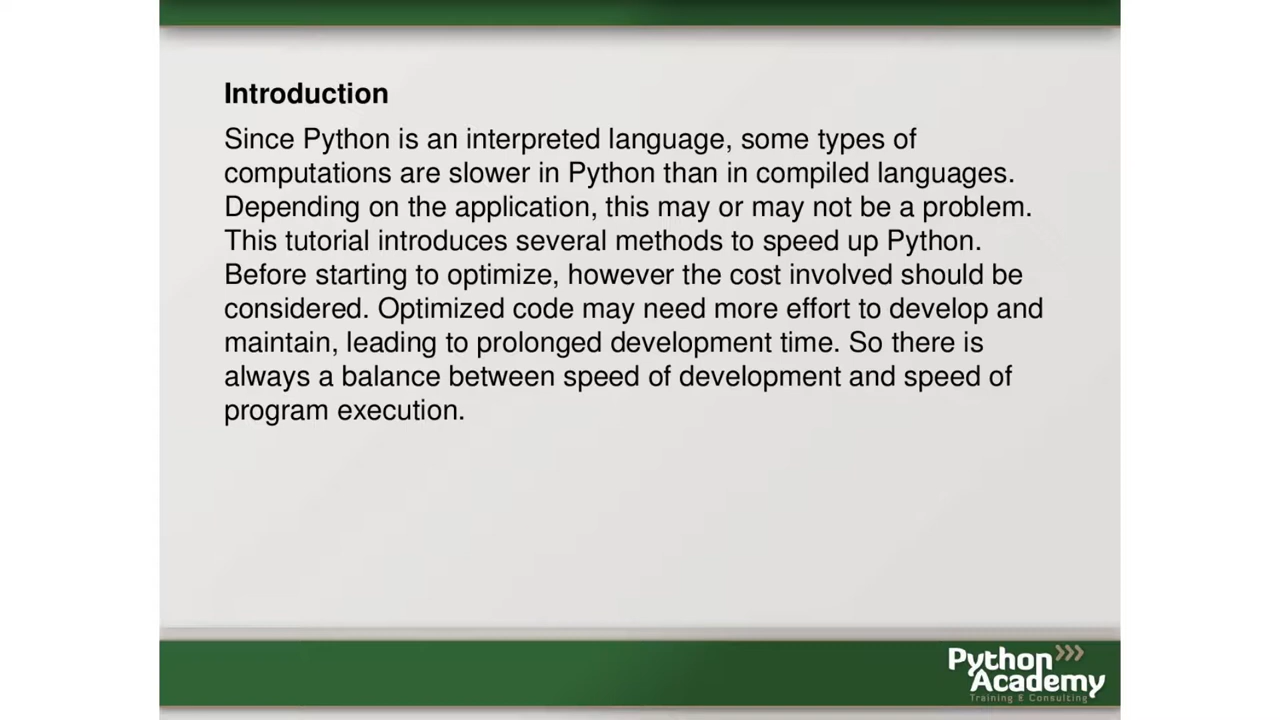 Introduction
Since Python is an interpreted language, some types of
computations are slower in Python than in compiled languages.
Depending on the application, this may or may not be a problem.
This tutorial introduces several methods to speed up Python.
Before starting to optimize, however the cost involved should be
considered. Optimized code may need more effort to develop and
maintain, leading to prolonged development time. So there is
always a balance between speed of development and speed of
program execution.
Python
Academy
Training & Consulting